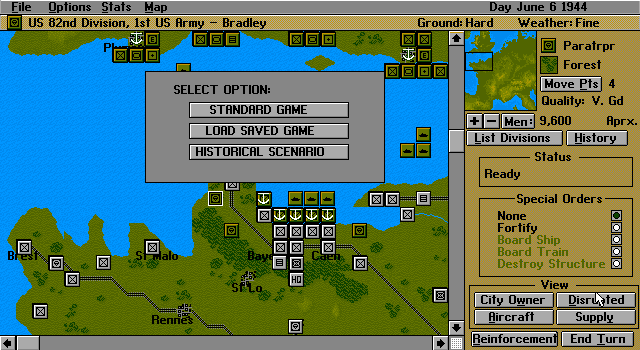 File Options Stats Map Day June 6 1944
US 82nd Division, 1st US Army – Bradley Ground: Hard Weather: Fine
SELECT OPTION:
STANDARD GAME
LOAD SAVED GAME
HISTORICAL SCENARIO
Brest
St Malo
Caen
St Lo
HQ
Rennes
Paratrpr
Forest
Move Pts 4
Quality: V. Gd
+ – Men: 9,600 Aprx.
List Divisions History
Status
Ready
Special Orders
None
Fortify
Board Ship
Board Train
Destroy Structure
View
City Owner Disrupted
Aircraft Supply
Reinforcement End Turn